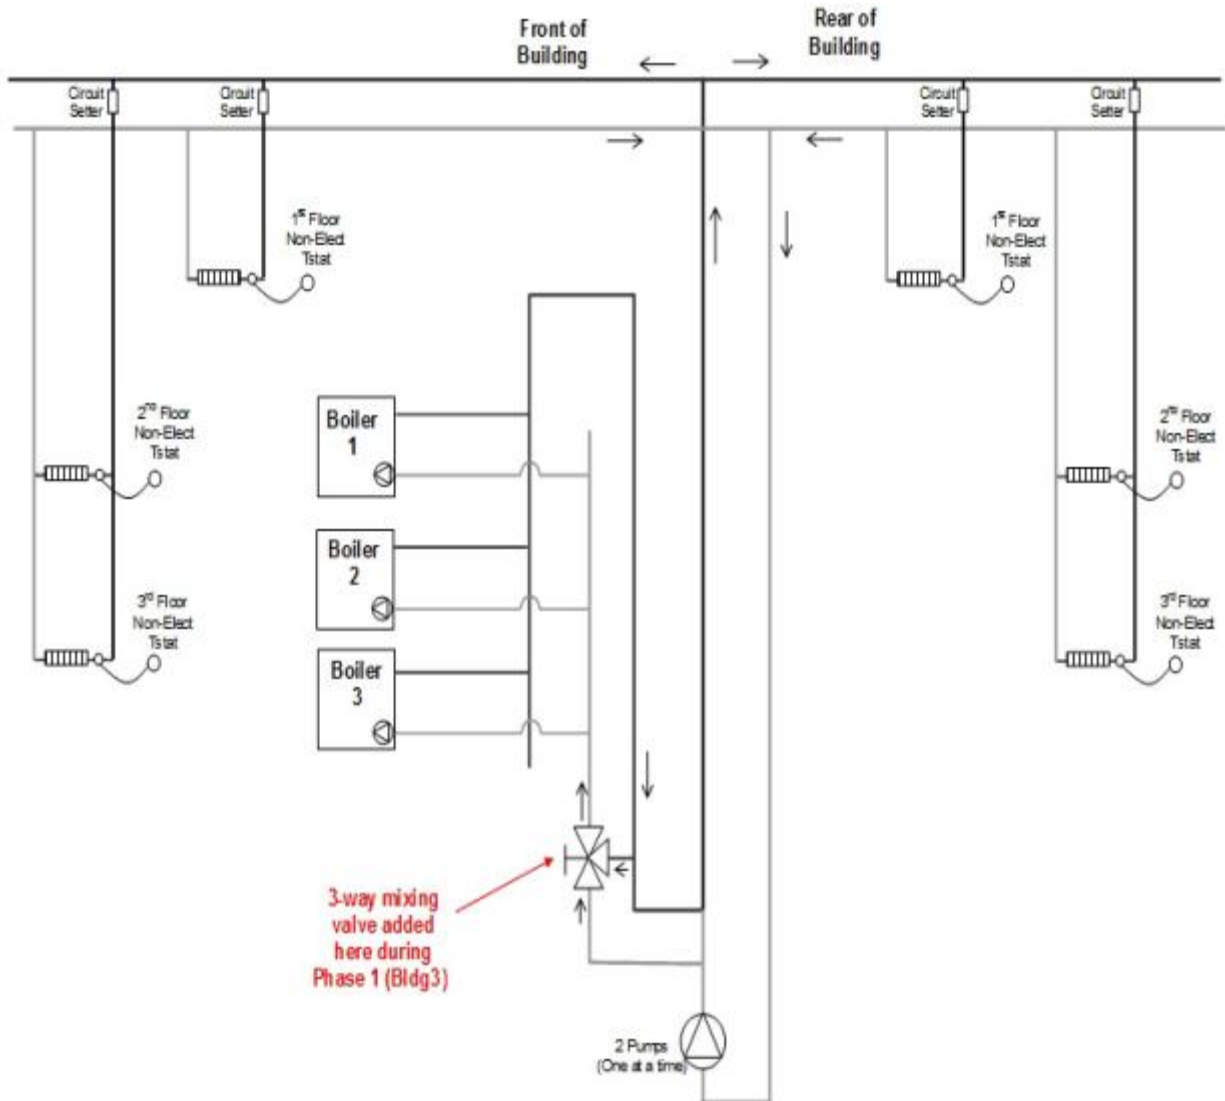 Front of
Building
Rear of
Building
Circuit
Setter
Circuit
Setter
Circuit
Setter
Circuit
Setter
1st Floor
Non-Elect
Tstat
1st Floor
Non-Elect
Tstat
2nd Floor
Non-Elect
Tstat
Boiler
1
2nd Floor
Non-Elect
Tstat
Boiler
2
3rd Floor
Non-Elect
Tstat
Boiler
3
3rd Floor
Non-Elect
Tstat
3-way mixing
valve added
here during
Phase 1 (Bldg3)
2 Pumps
(One at a time)